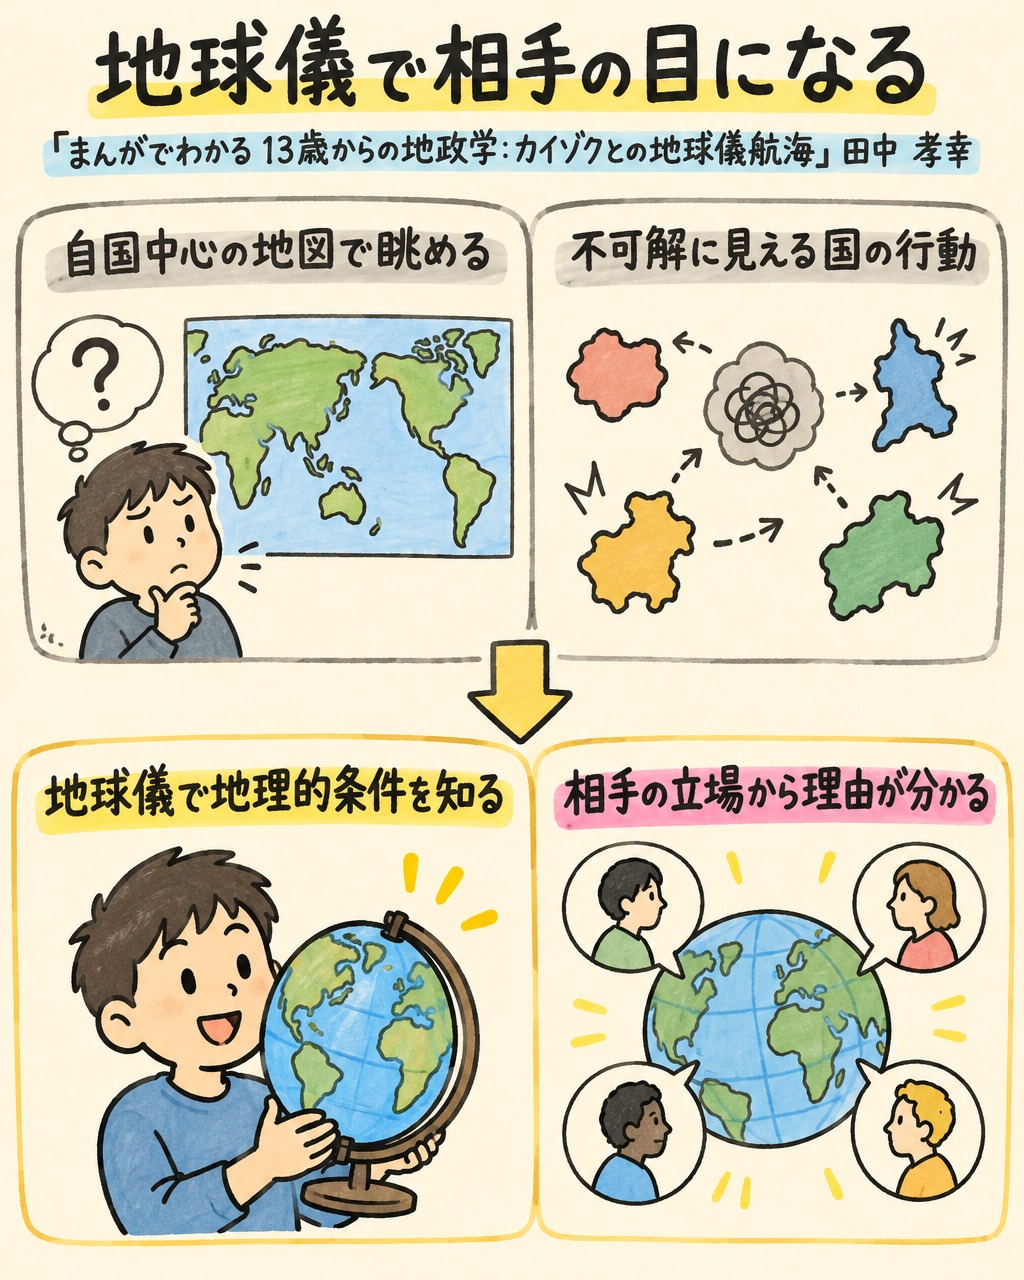 地球儀で相手の目になる
「まんがでわかる 13歳からの地政学：カイゾクとの地球儀航海」 田中 孝幸
自国中心の地図で眺める
不可解に見える国の行動
?
地球儀で地理的条件を知る
相手の立場から理由が分かる